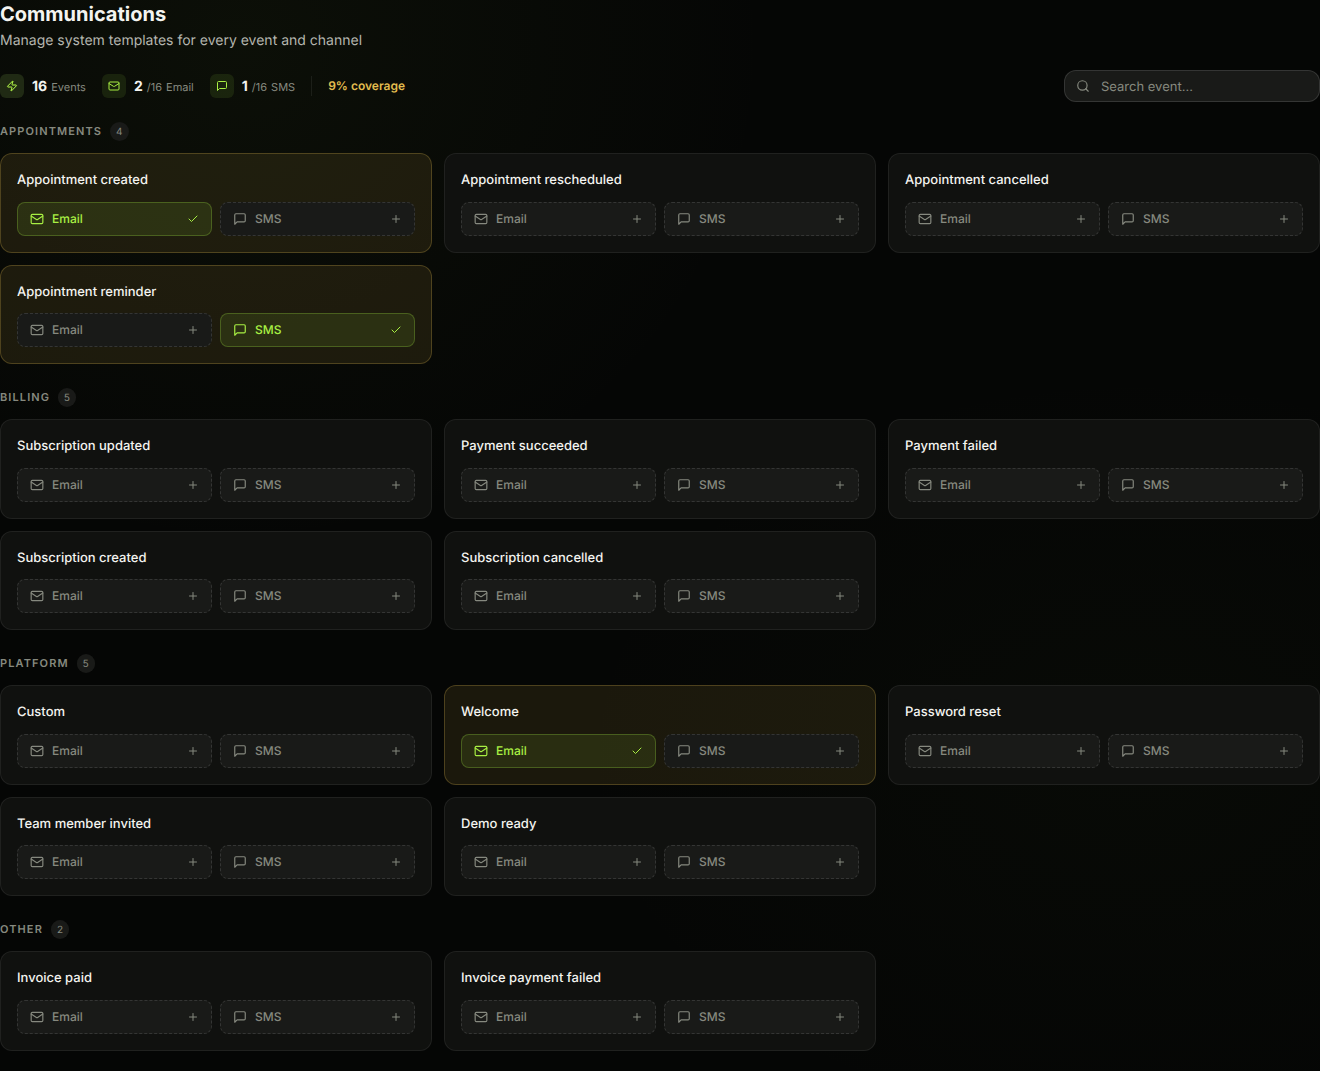 Communications
Manage system templates for every event and channel
16 Events 2 /16 Email 1 /16 SMS 9% coverage Search event...
APPOINTMENTS 4
Appointment created Appointment rescheduled Appointment cancelled
Email SMS Email SMS Email SMS
Appointment reminder
Email SMS
BILLING 5
Subscription updated Payment succeeded Payment failed
Email SMS Email SMS Email SMS
Subscription created Subscription cancelled
Email SMS Email SMS
PLATFORM 5
Custom Welcome Password reset
Email SMS Email SMS Email SMS
Team member invited Demo ready
Email SMS Email SMS
OTHER 2
Invoice paid Invoice payment failed
Email SMS Email SMS